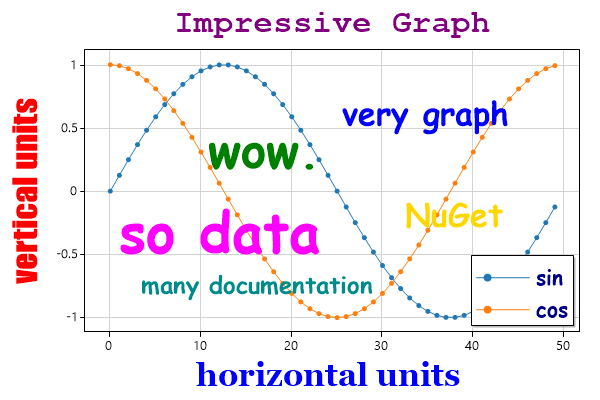 Impressive Graph
1
0.5
0
-0.5
-1
vertical units
very graph
wow.
NuGet
so data
many documentation
sin
cos
0 10 20 30 40 50
horizontal units